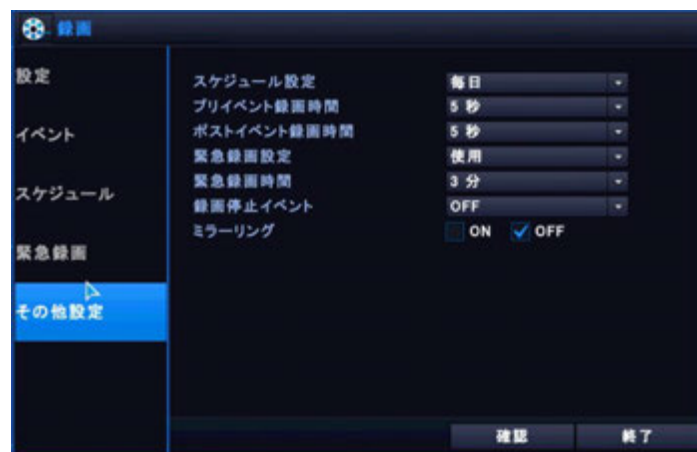 録画
設定
イベント
スケジュール
緊急録画
その他設定
スケジュール設定 毎日
プリイベント録画時間 5 秒
ポストイベント録画時間 5 秒
緊急録画設定 使用
緊急録画時間 3 分
録画停止イベント OFF
ミラーリング ON OFF
確認 終了